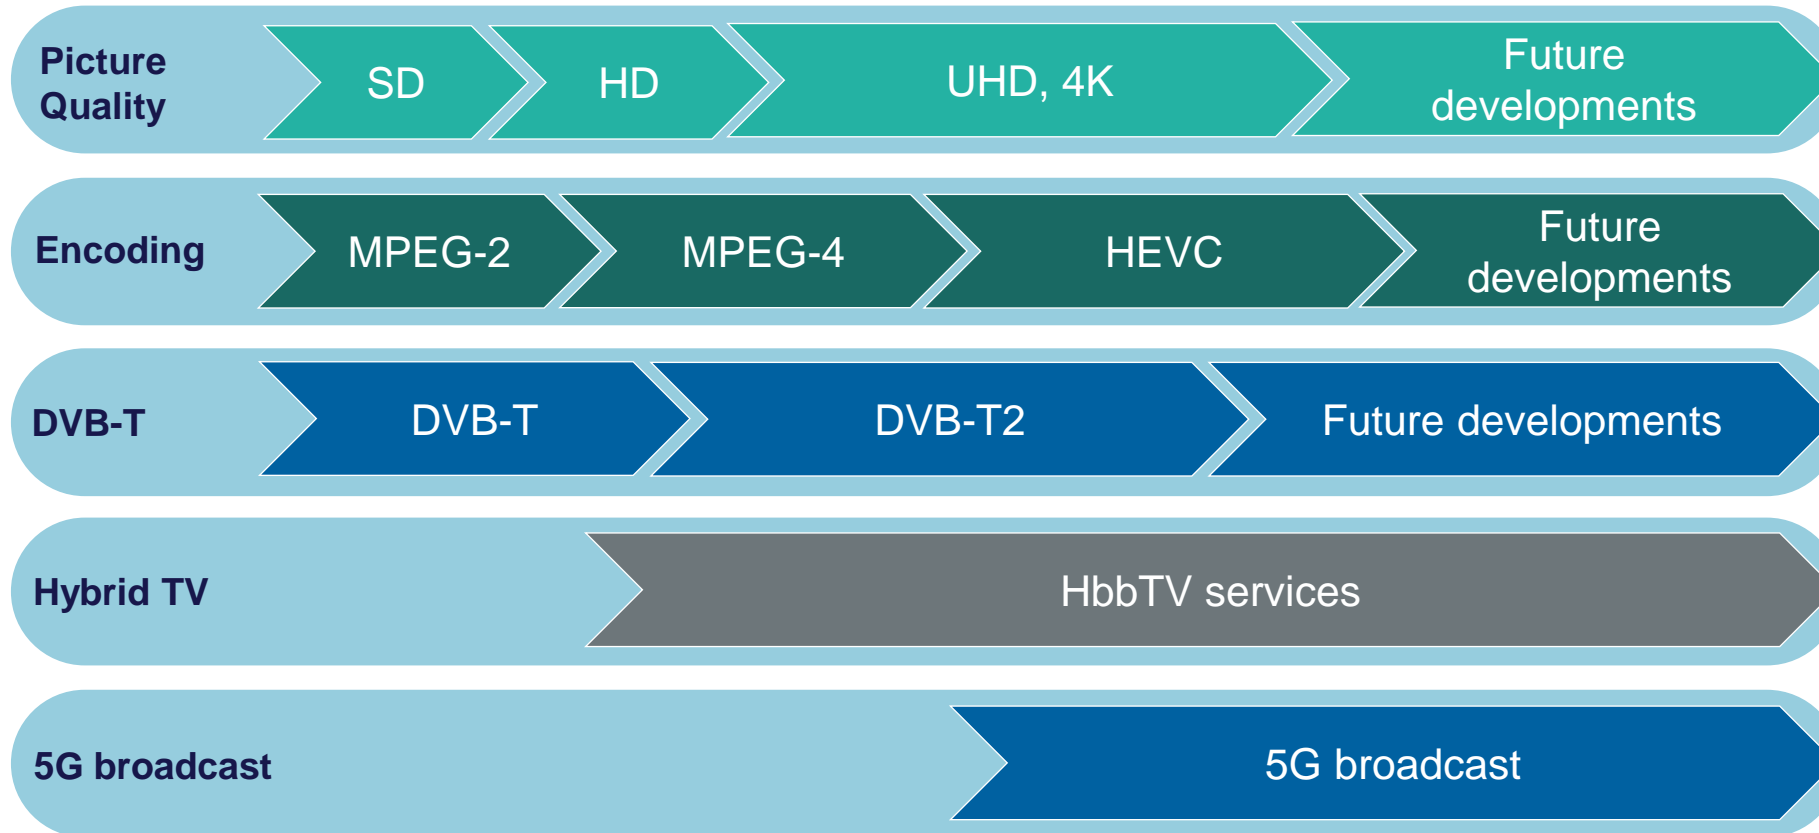 Picture
Quality
SD
HD
UHD, 4K
Future
developments
Encoding
MPEG-2
MPEG-4
HEVC
Future
developments
DVB-T
DVB-T
DVB-T2
Future developments
Hybrid TV
HbbTV services
5G broadcast
5G broadcast